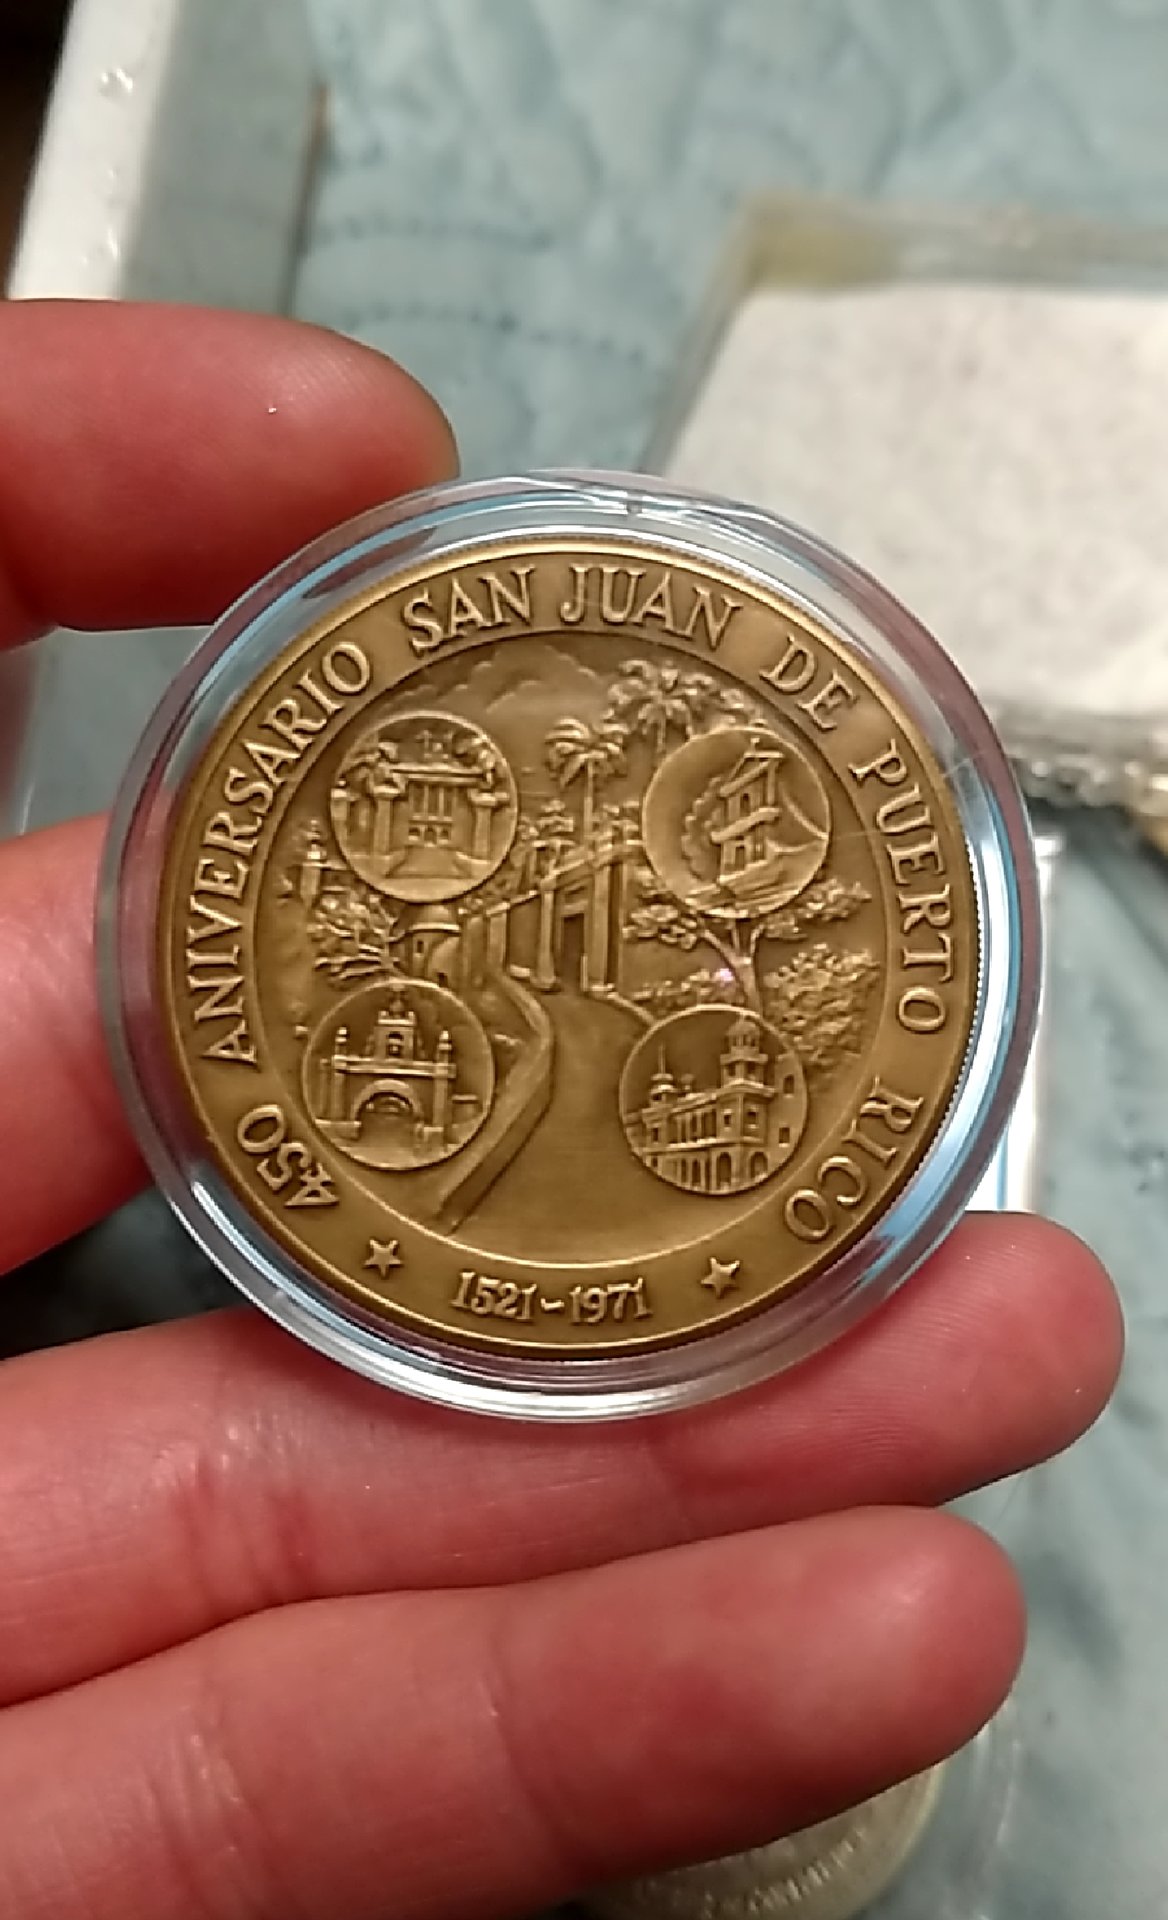 450 ANIVERSARIO SAN JUAN DE PUERTO RICO
1521-1971